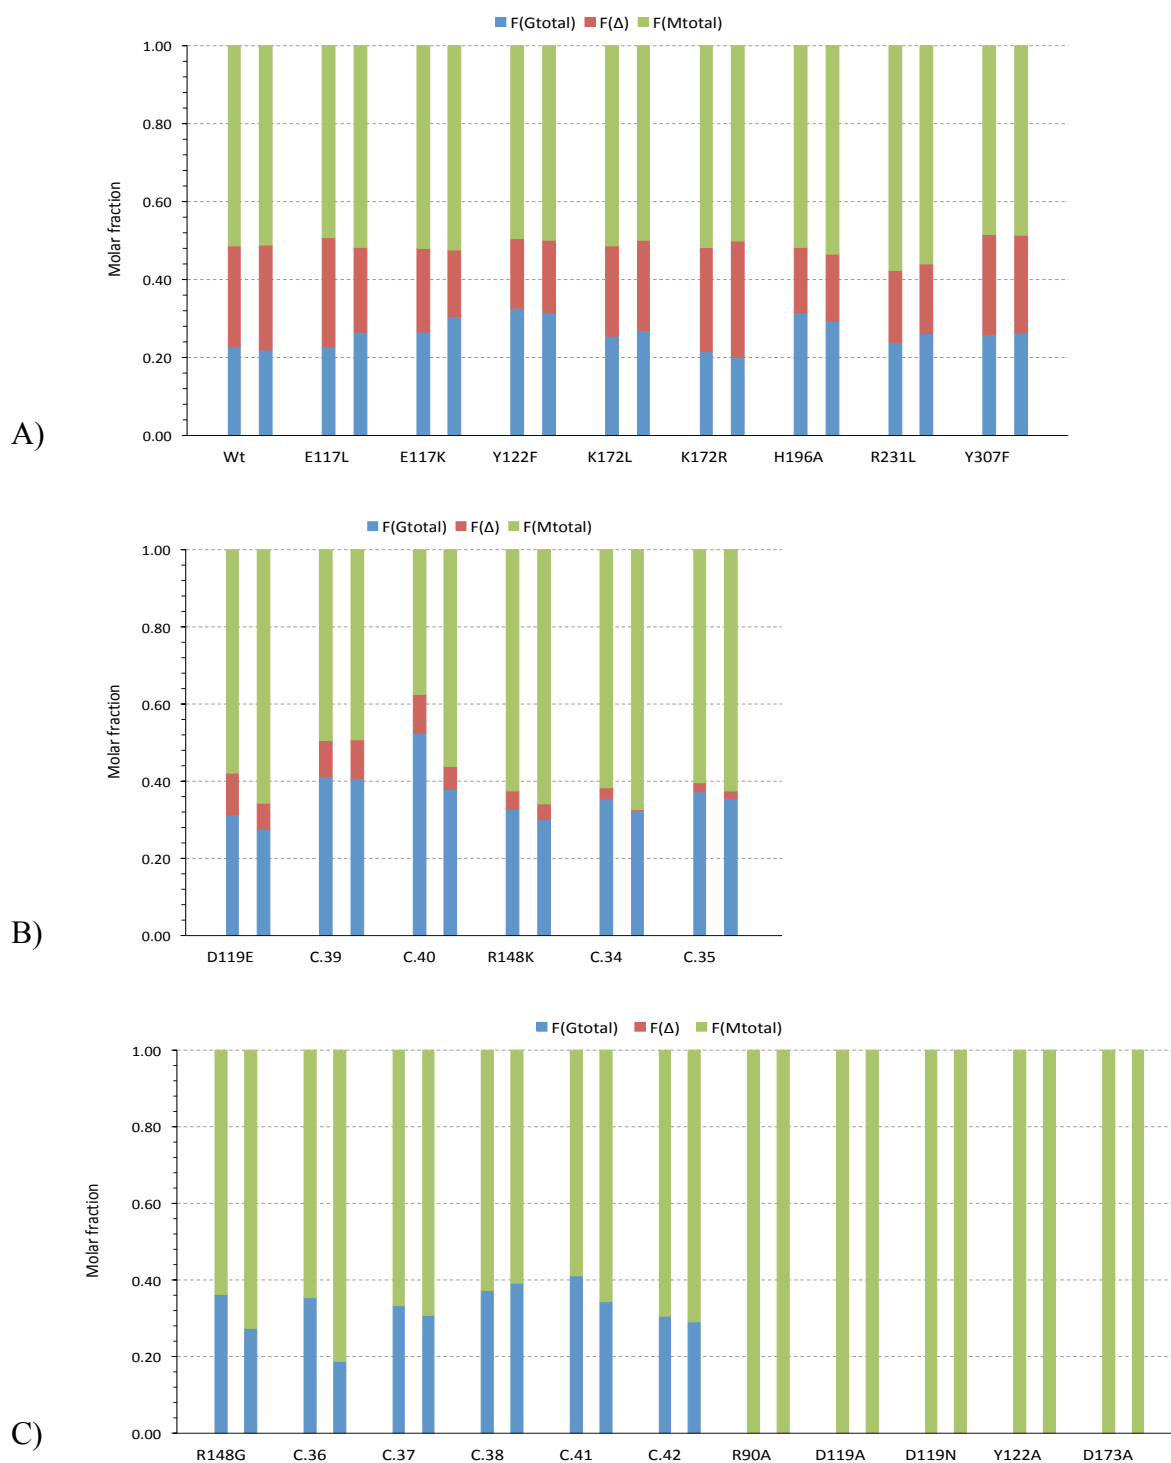 F(Gtotal) F(Δ) F(Mtotal)
1.00
0.80
0.60
0.40
0.20
0.00
Molar fraction
A)
Wt E117L E117K Y122F K172L K172R H196A R231L Y307F
F(Gtotal) F(Δ) F(Mtotal)
1.00
0.80
0.60
0.40
0.20
0.00
Molar fraction
B)
D119E C.39 C.40 R148K C.34 C.35
F(Gtotal) F(Δ) F(Mtotal)
1.00
0.80
0.60
0.40
0.20
0.00
Molar fraction
C)
R148G C.36 C.37 C.38 C.41 C.42 R90A D119A D119N Y122A D173A